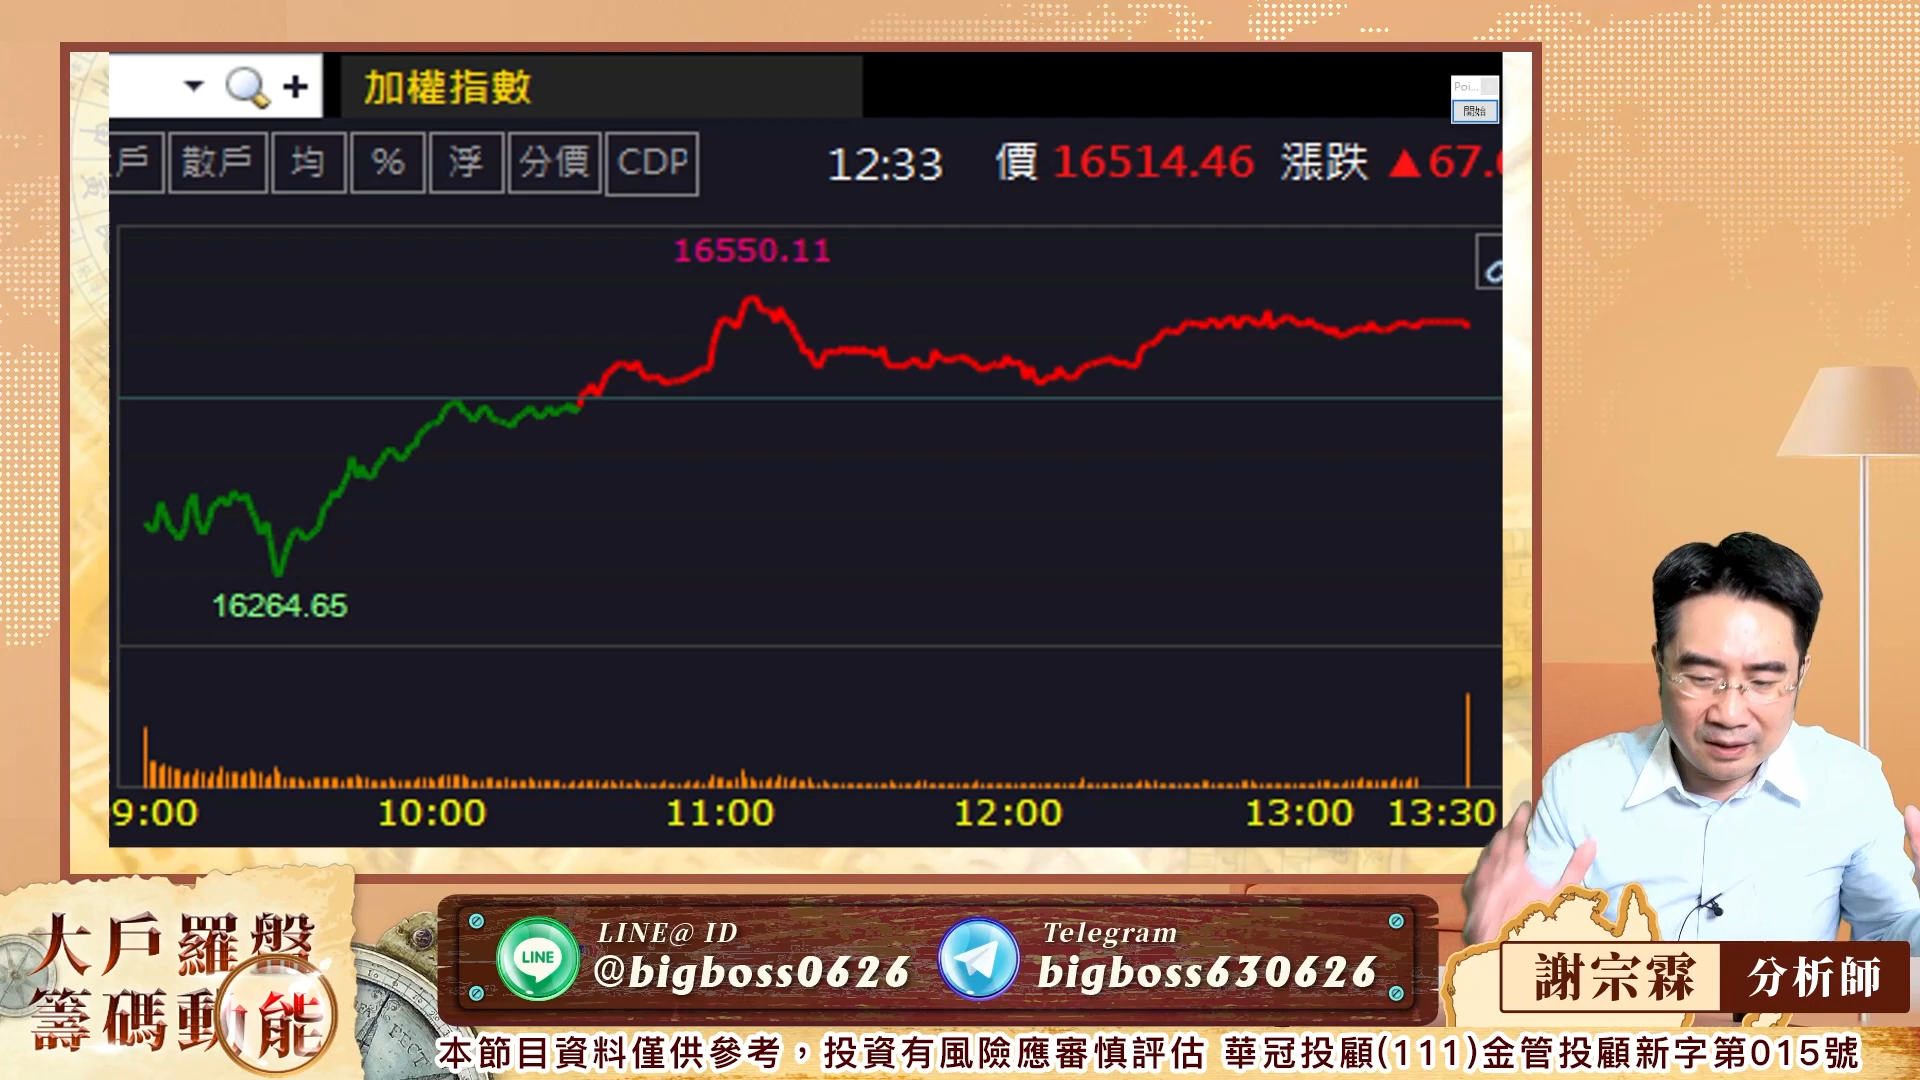 加權指數
Poi...
開始
戶 散戶 均 % 浮 分價 CDP 12:33 價 16514.46 漲跌 ▲67.
16550.11
16264.65
9:00 10:00 11:00 12:00 13:00 13:30
大戶羅盤
籌碼動能
LINE
LINE@ ID
@bigboss0626
Telegram
bigboss630626
謝宗霖 分析師
本節目資料僅供參考，投資有風險應審慎評估 華冠投顧(111)金管投顧新字第015號